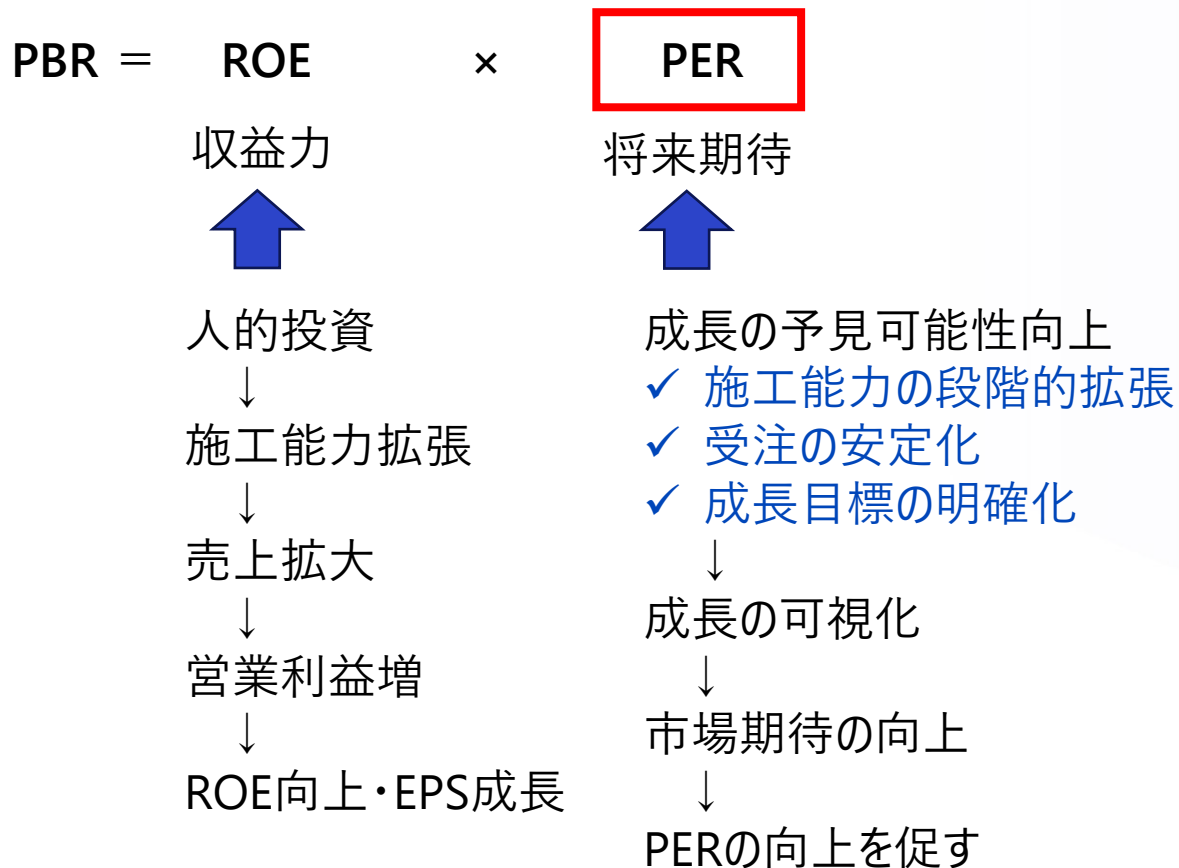 PBR = ROE × PER
収益力
将来期待
人的投資
↓
施工能力拡張
↓
売上拡大
↓
営業利益増
↓
ROE向上・EPS成長
成長の予見可能性向上
✓ 施工能力の段階的拡張
✓ 受注の安定化
✓ 成長目標の明確化
↓
成長の可視化
↓
市場期待の向上
↓
PERの向上を促す